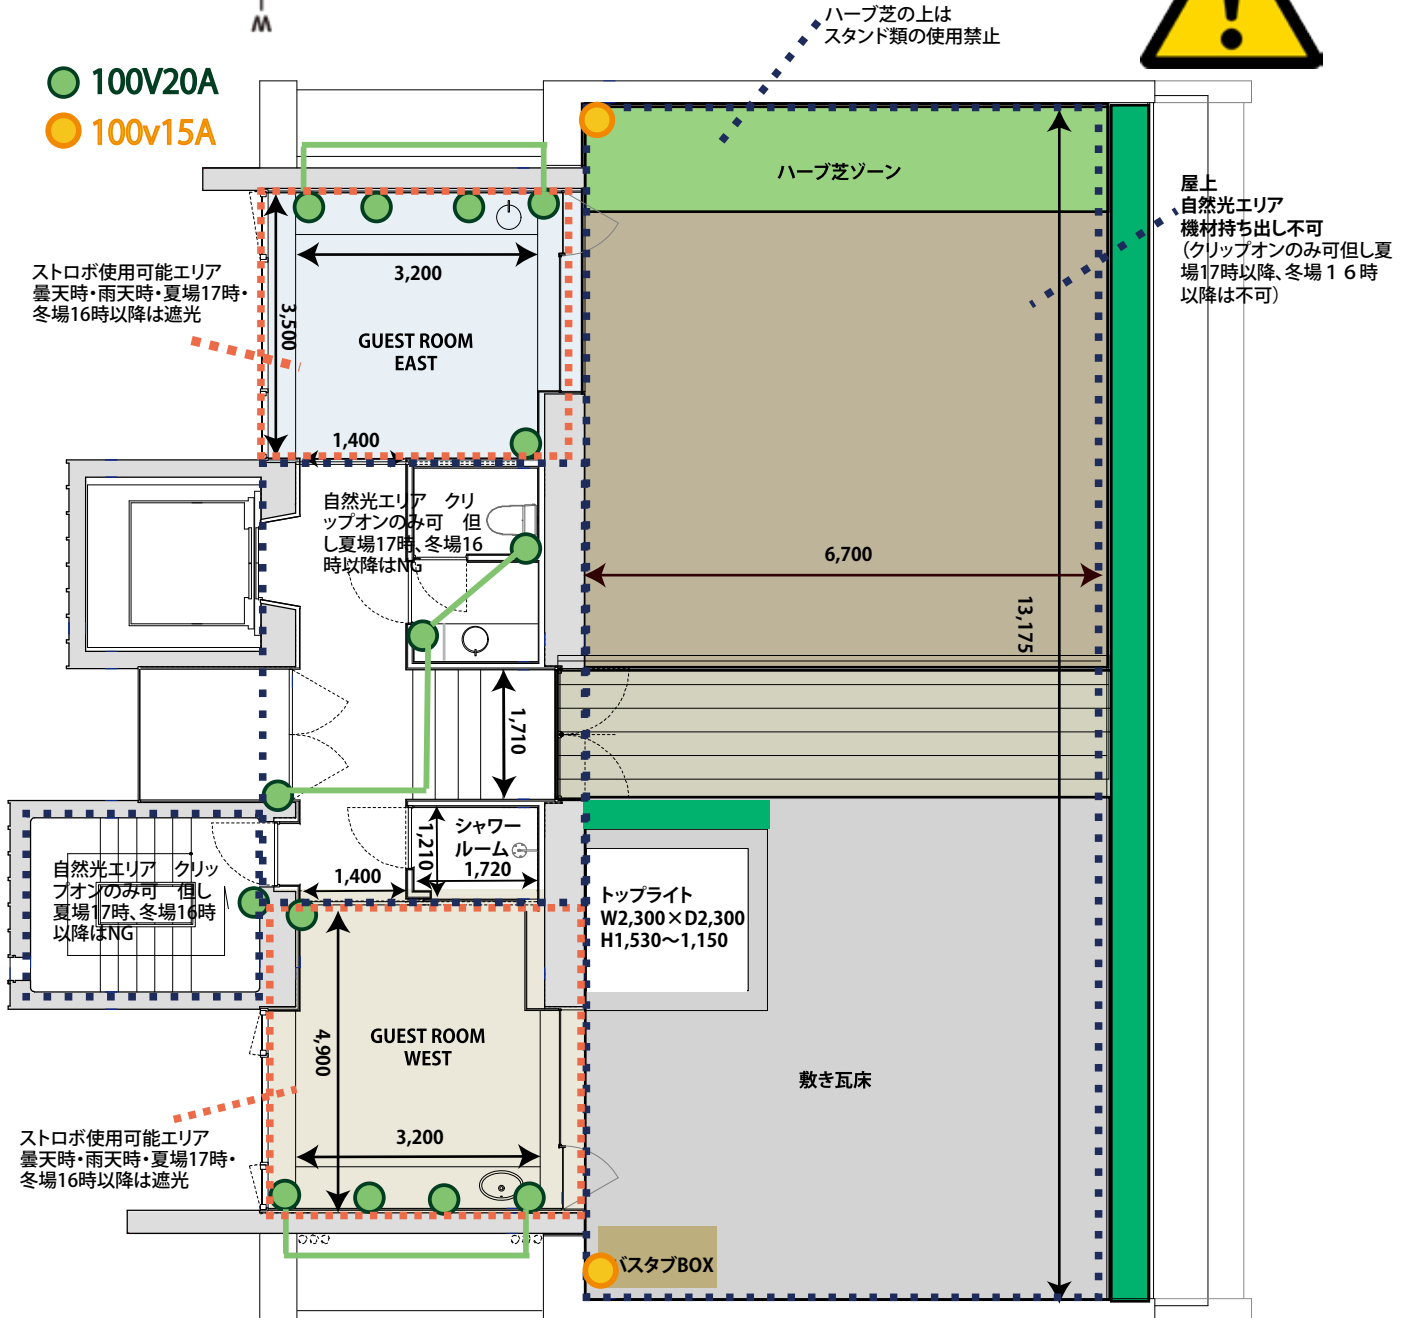 W
ハーブ芝の上は
スタンド類の使用禁止
100V20A
100v15A
ハーブ芝ゾーン
屋上
自然光エリア
機材持ち出し不可
（クリップオンのみ可但し夏
場17時以降、冬場１６時
以降は不可）
ストロボ使用可能エリア
曇天時・雨天時・夏場17時・
冬場16時以降は遮光
3,200
3,500
GUEST ROOM
EAST
1,400
自然光エリア　クリ
ップオンのみ可　但
し夏場17時、冬場16
時以降はNG
6,700
13,175
1,710
シャワー
ルーム
1,210
1,720
1,400
自然光エリア　クリッ
プオンのみ可　但し
夏場17時、冬場16時
以降はNG
トップライト
W2,300×D2,300
H1,530～1,150
GUEST ROOM
WEST
4,900
敷き瓦床
ストロボ使用可能エリア
曇天時・雨天時・夏場17時・
冬場16時以降は遮光
3,200
バスタブBOX